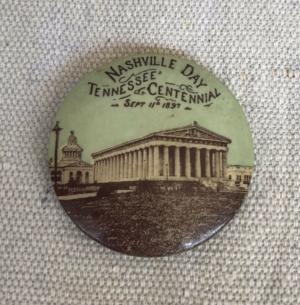 NASHVILLE DAY
TENNESSEE CENTENNIAL
SEPT 11th 1897